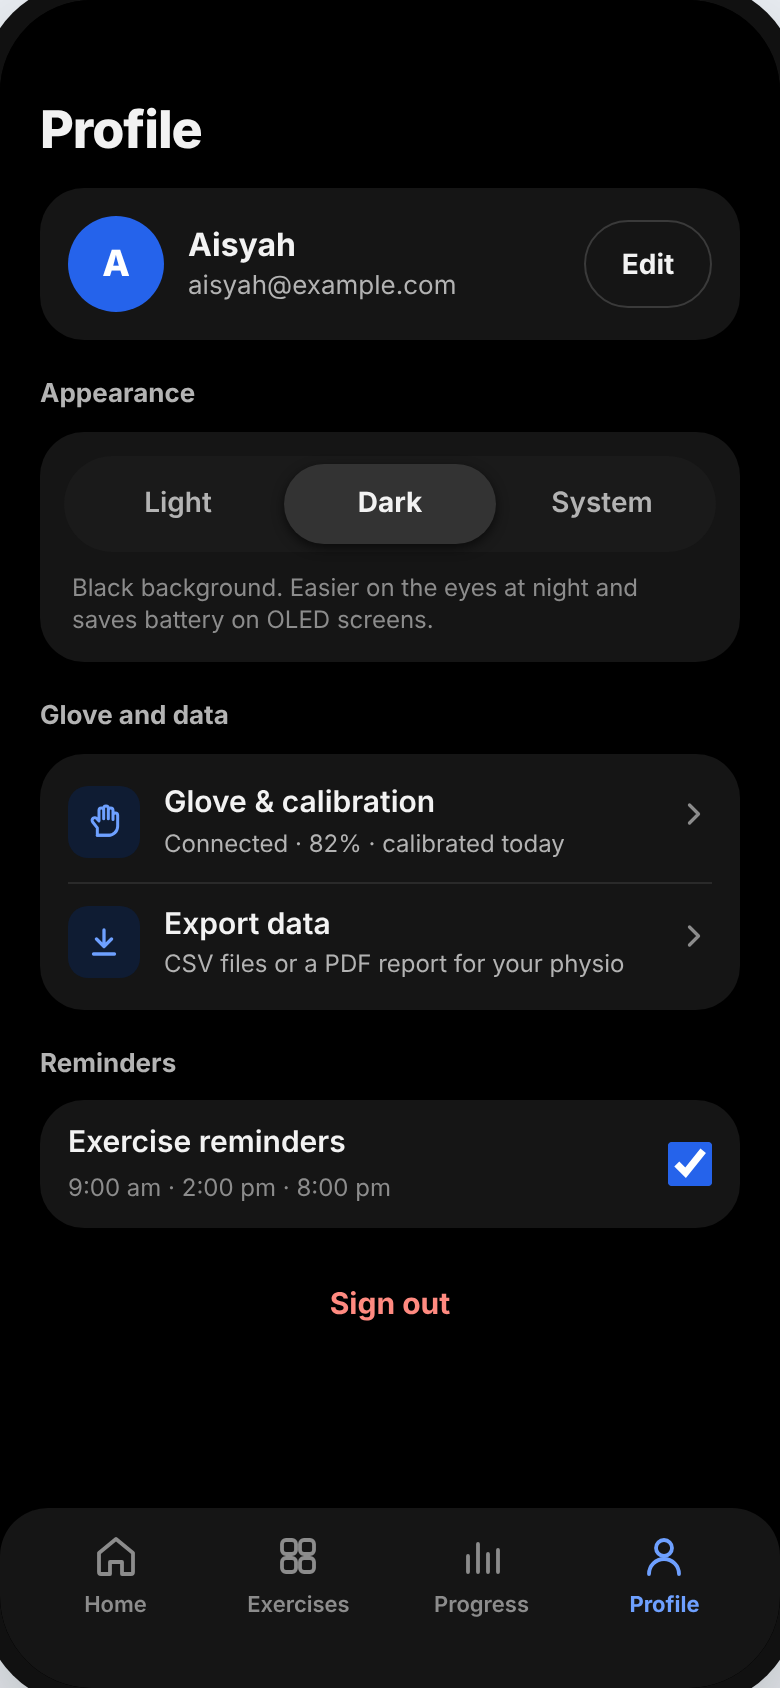 Profile
A
Aisyah
aisyah@example.com
Edit
Appearance
Light
Dark
System
Black background. Easier on the eyes at night and
saves battery on OLED screens.
Glove and data
Glove & calibration
Connected · 82% · calibrated today
Export data
CSV files or a PDF report for your physio
Reminders
Exercise reminders
9:00 am · 2:00 pm · 8:00 pm
Sign out
Home
Exercises
Progress
Profile